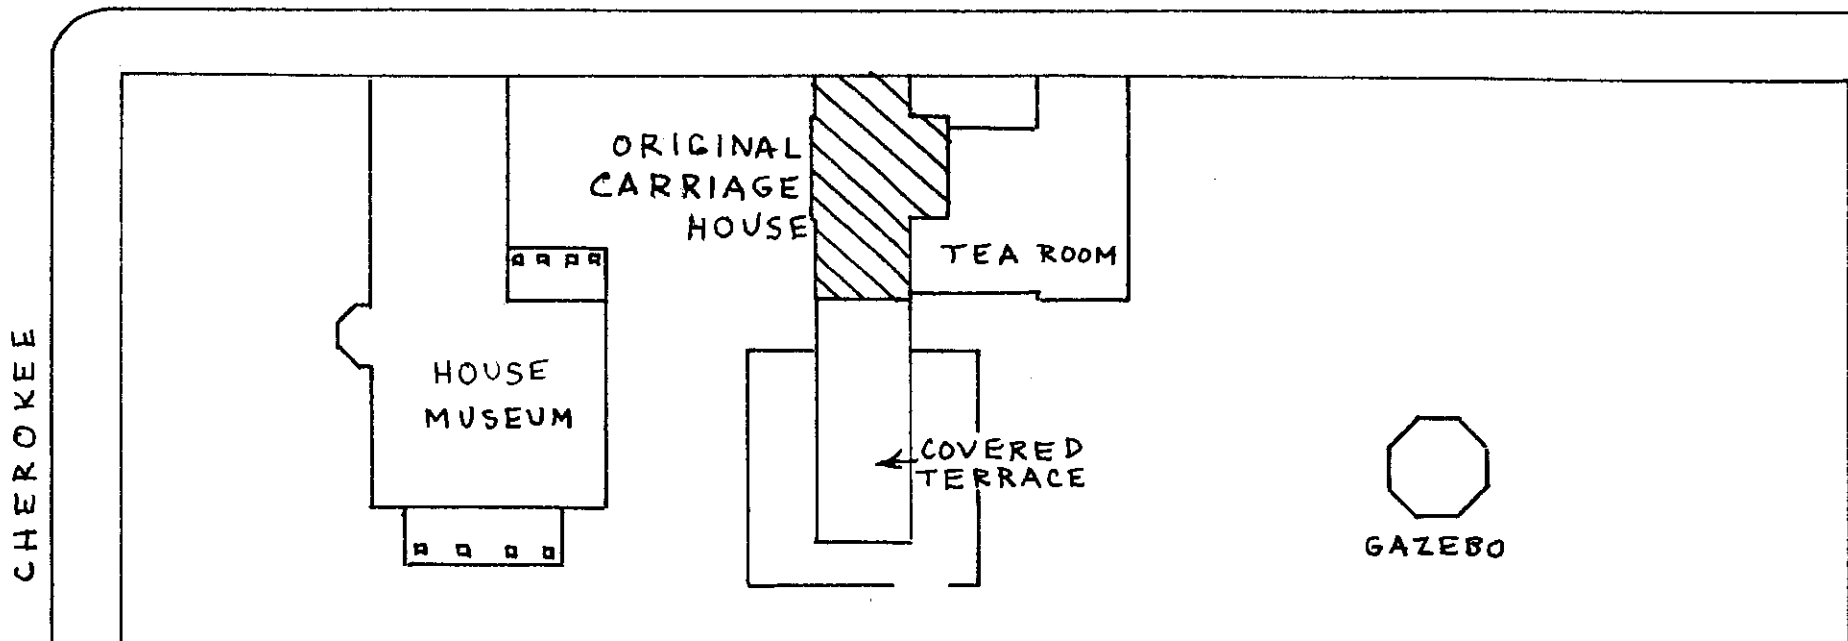 ORIGINAL
CARRIAGE
HOUSE
TEA ROOM
HOUSE
MUSEUM
COVERED
TERRACE
GAZEBO
CHEROKEE